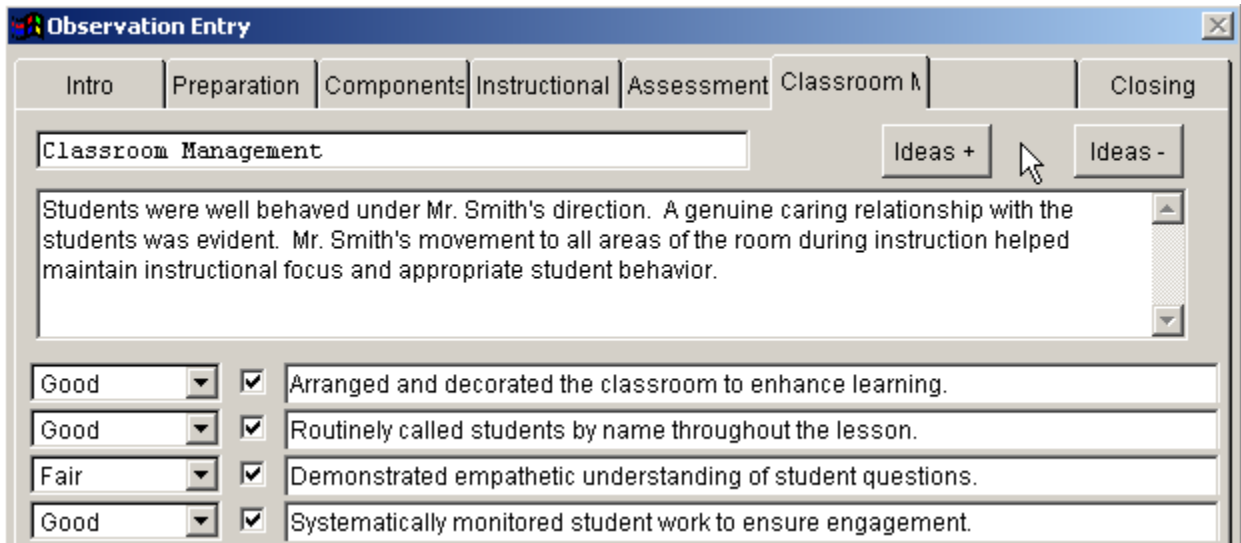 Observation Entry
Intro Preparation Components Instructional Assessment Classroom M Closing
Classroom Management Ideas + Ideas -
Students were well behaved under Mr. Smith's direction.  A genuine caring relationship with the
students was evident.  Mr. Smith's movement to all areas of the room during instruction helped
maintain instructional focus and appropriate student behavior.
Good Arranged and decorated the classroom to enhance learning.
Good Routinely called students by name throughout the lesson.
Fair Demonstrated empathetic understanding of student questions.
Good Systematically monitored student work to ensure engagement.